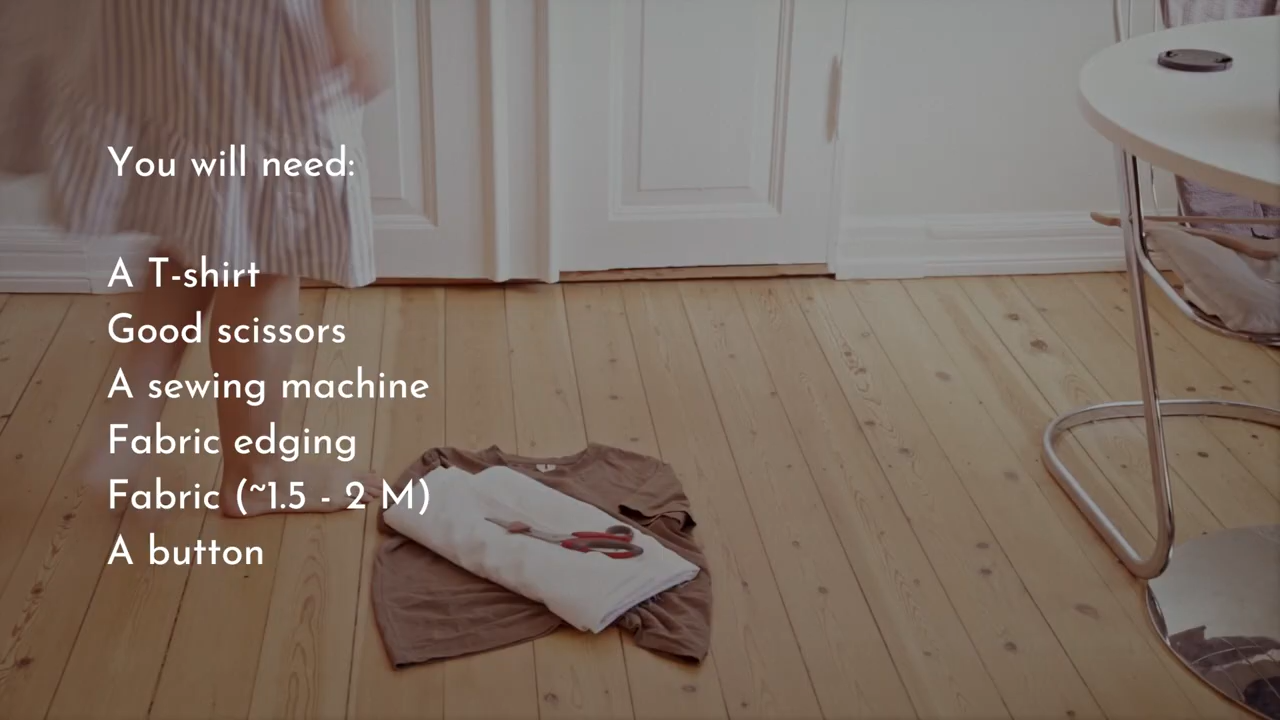 You will need:
A T-shirt
Good scissors
A sewing machine
Fabric edging
Fabric (~1.5 - 2 M)
A button